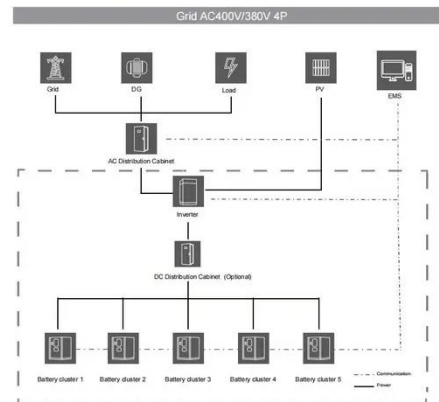 Grid AC400V/380V 4P
Grid
DG
Load
PV
EMS
AC Distribution Cabinet
Inverter
DC Distribution Cabinet (Optional)
Battery cluster 1
Battery cluster 2
Battery cluster 3
Battery cluster 4
Battery cluster 5
Communication
Power